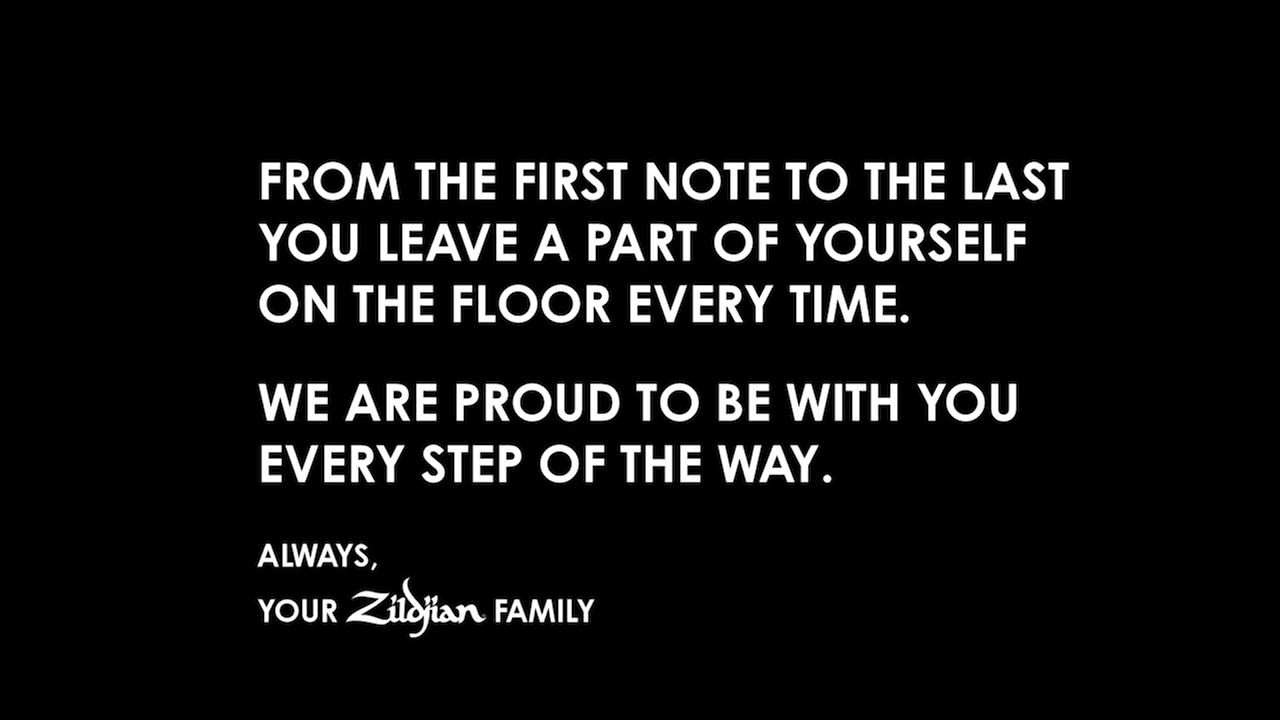 FROM THE FIRST NOTE TO THE LAST
YOU LEAVE A PART OF YOURSELF
ON THE FLOOR EVERY TIME.
WE ARE PROUD TO BE WITH YOU
EVERY STEP OF THE WAY.
ALWAYS,
YOUR Zildjian FAMILY